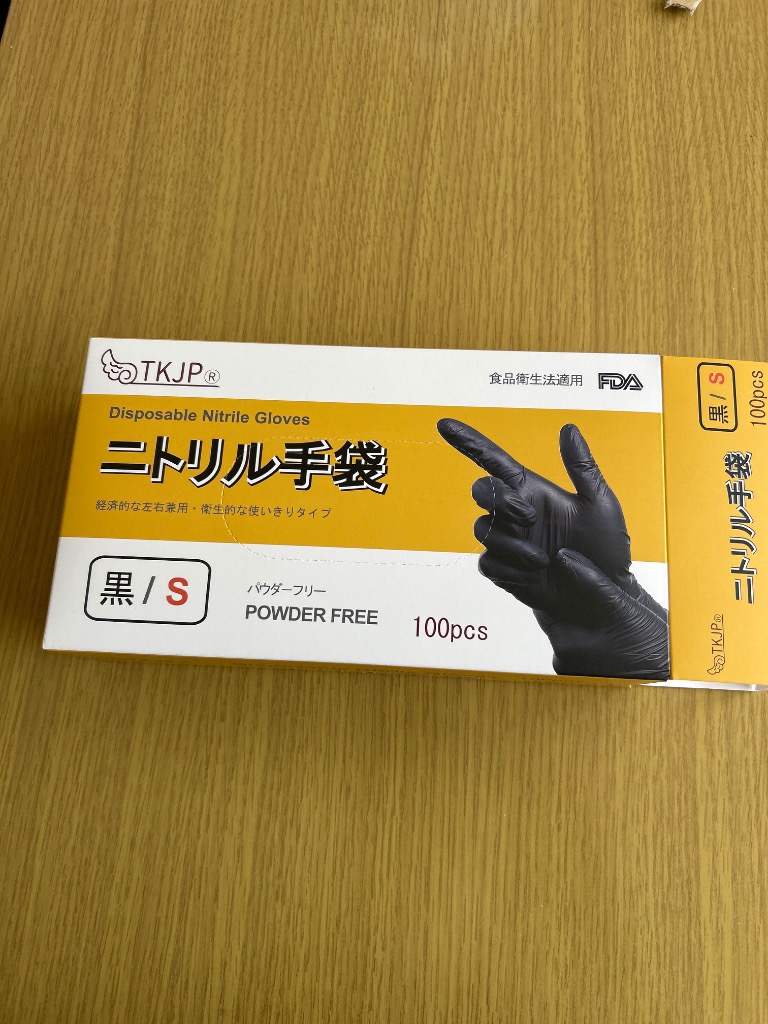 TKJP®
食品衛生法適用 FDA
Disposable Nitrile Gloves
ニトリル手袋
経済的な左右兼用・衛生的な使いきりタイプ
黒 / S
パウダーフリー
POWDER FREE
100pcs
黒 / S
100pcs
ニトリル手袋
TKJP®